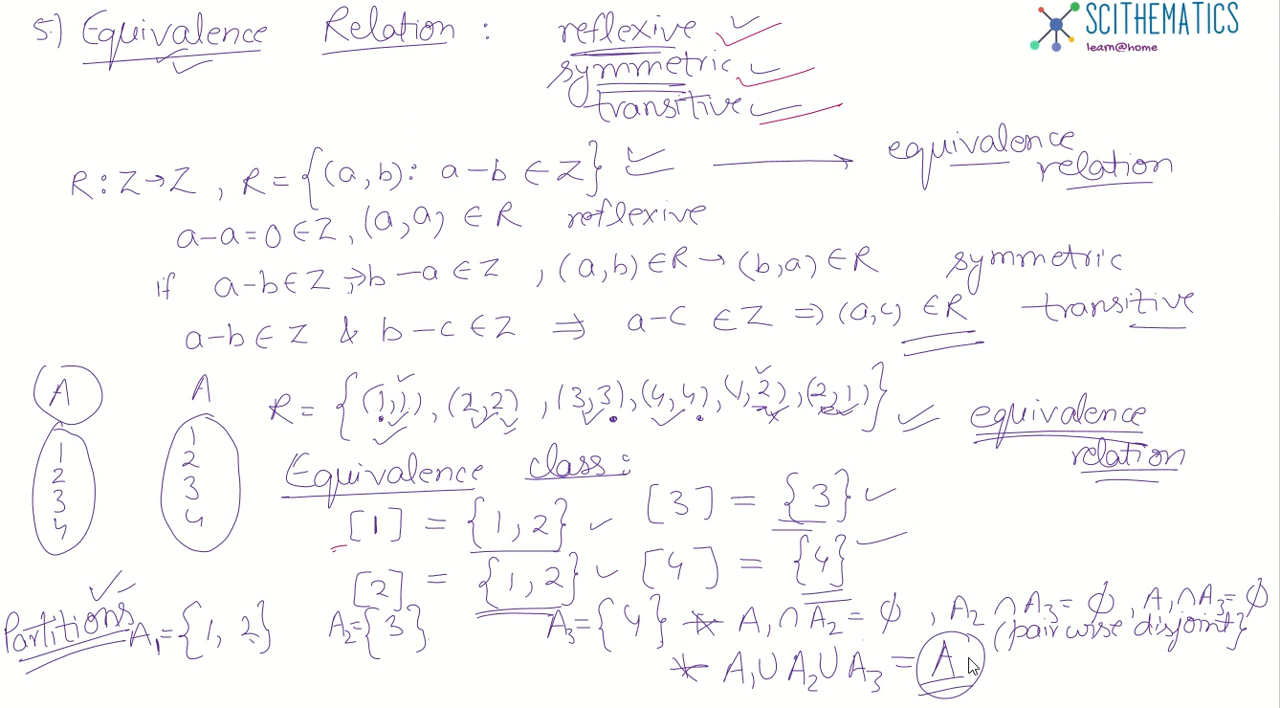 5.) Equivalence Relation : reflexive ✓
SCITHEMATICS
learn@home
symmetric ✓
transitive ✓
R : Z → Z , R = {(a, b) : a-b ∈ Z} ✓ → equivalence relation
a-a = 0 ∈ Z, (a, a) ∈ R reflexive
if a-b ∈ Z ⇒ b-a ∈ Z , (a, b) ∈ R → (b, a) ∈ R symmetric
a-b ∈ Z & b-c ∈ Z ⇒ a-c ∈ Z ⇒ (a, c) ∈ R transitive
A A
1 1
2 2
3 3
4 4
R = {(1,1), (2,2), (3,3), (4,4), (1,2), (2,1)} ✓ equivalence relation
Equivalence class :
[1] = {1, 2} ✓ [3] = {3} ✓
[2] = {1, 2} ✓ [4] = {4} ✓
Partitions A₁={1, 2} A₂={3} A₃={4} * A₁ ∩ A₂ = ϕ , A₂ ∩ A₃ = ϕ, A₁ ∩ A₃ = ϕ
(pairwise disjoint}
* A₁ ∪ A₂ ∪ A₃ = A